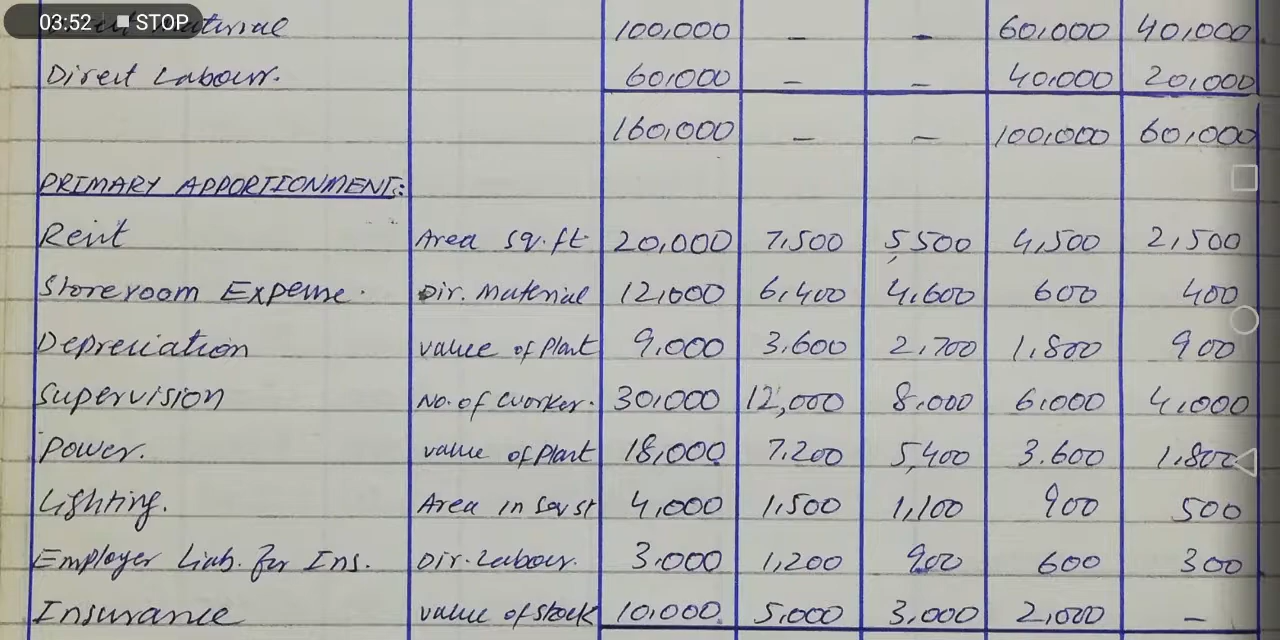 03:52 STOP
Material 100,000 – – 60,000 40,000
Direct Labour. 60,000 – – 40,000 20,000
160,000 – – 100,000 60,000
PRIMARY APPORTIONMENT:
Rent Area sq.ft 20,000 7,500 5,500 4,500 2,500
Storeroom Expense. Dir. Material 12,000 6,400 4,600 600 400
Depreciation value of Plant 9,000 3,600 2,700 1,800 900
Supervision No. of Worker. 30,000 12,000 8,000 6,000 4,000
Power. value of Plant 18,000 7,200 5,400 3,600 1,800
Lighting. Area in 4,000 1,500 1,100 900 500
Employer Liab. for Ins. Dir. Labour. 3,000 1,200 900 600 300
Insurance value of stock 10,000 5,000 3,000 2,000 –